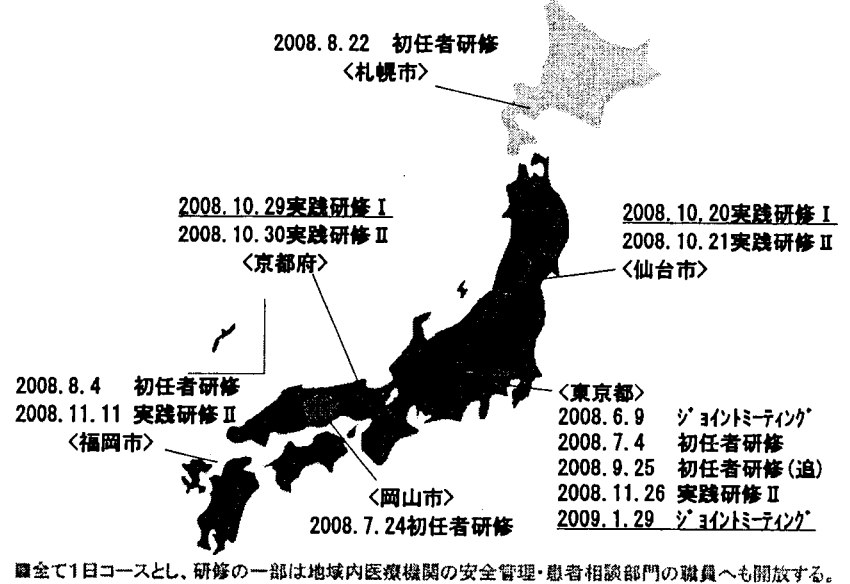 2008.8.22 初任者研修
<札幌市>
2008.10.29実践研修Ⅰ
2008.10.30実践研修Ⅱ
<京都府>
2008.10.20実践研修Ⅰ
2008.10.21実践研修Ⅱ
<仙台市>
2008.8.4 初任者研修
2008.11.11 実践研修Ⅱ
<福岡市>
<岡山市>
2008.7.24初任者研修
<東京都>
2008.6.9 ジョイントミーティング
2008.7.4 初任者研修
2008.9.25 初任者研修(追)
2008.11.26 実践研修Ⅱ
2009.1.29 ジョイントミーティング
■全て1日コースとし、研修の一部は地域内医療機関の安全管理・患者相談部門の職員へも開放する。